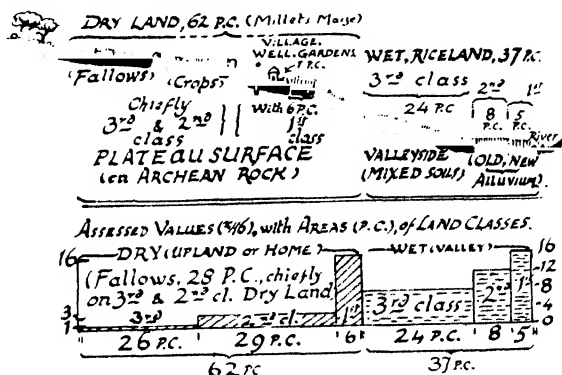 DRY LAND, 62 P.C. (Millets Maize)
VILLAGE.
WELL. GARDENS
1 P.C.
WET, RICELAND, 37 P.C.
(Fallows) (Crops)
3rd class 2nd 1st
24 P.C 8 P.C. 5 P.C.
Chiefly
3rd & 2nd
class
With 6 P.C.
1st
class
River
PLATEAU SURFACE
(on ARCHEAN ROCK)
VALLEYSIDE
(MIXED SOILS)
(OLD, NEW
Alluvium).
ASSESSED VALUES, with AREAS (P.C.), of LAND CLASSES.
16 DRY (UPLAND or HOME) WET (VALLEY) 16
(Fallows, 28 P.C., chiefly
on 3rd & 2nd cl. Dry Land
12
8
4
0
3
1
3rd 2nd cl. 1st 3rd class 2nd 1st
26 P.C. 29 P.C. 6 24 P.C. 8 5
62 P.C 37 P.C.